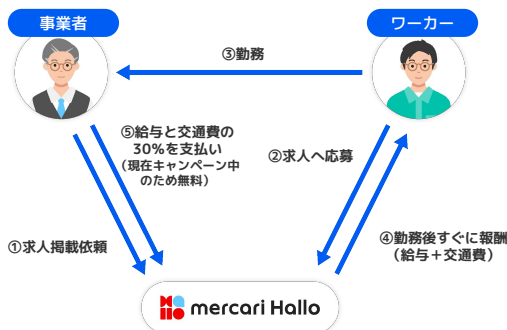 事業者
ワーカー
③勤務
⑤給与と交通費の
30%を支払い
（現在キャンペーン中
のため無料）
②求人へ応募
①求人掲載依頼
④勤務後すぐに報酬
（給与＋交通費）
mercari Hallo